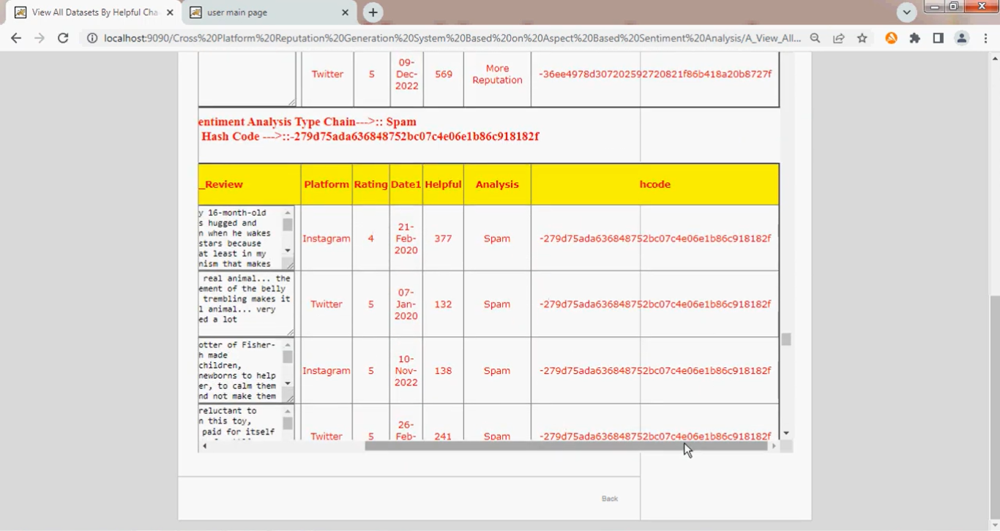 View All Datasets By Helpful Cha
user main page
localhost:9090/Cross%20Platform%20Reputation%20Generation%20System%20Based%20on%20Aspect%20Based%20Sentiment%20Analysis/A_View_All...
Twitter 5 09-Dec-2022 569 More Reputation -36ee4978d307202592720821f86b418a20b8727f
entiment Analysis Type Chain--->:: Spam
Hash Code --->::-279d75ada636848752bc07c4e06e1b86c918182f
_Review Platform Rating Date1 Helpful Analysis hcode
y 16-month-old
s hugged and
n when he wakes
stars because
at least in my
nism that makes
Instagram 4 21-Feb-2020 377 Spam -279d75ada636848752bc07c4e06e1b86c918182f
real animal... the
ement of the belly
trembling makes it
l animal... very
ed a lot
Twitter 5 07-Jan-2020 132 Spam -279d75ada636848752bc07c4e06e1b86c918182f
otter of Fisher-
h made
children,
newborns to help
er, to calm them
nd not make them
Instagram 5 10-Nov-2022 138 Spam -279d75ada636848752bc07c4e06e1b86c918182f
reluctant to
n this toy,
paid for itself
Twitter 5 26-Feb- 241 Spam -279d75ada636848752bc07c4e06e1b86c918182f
Back